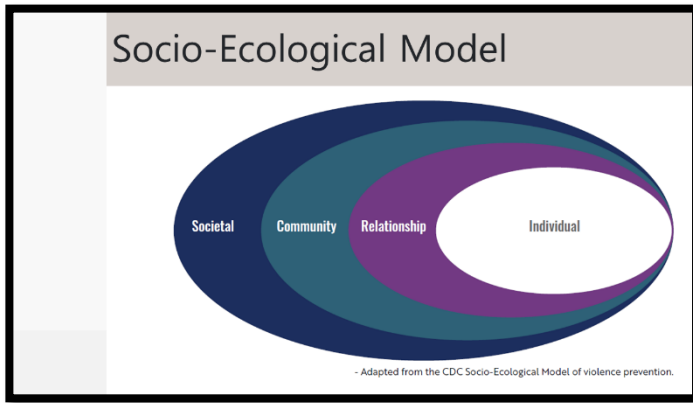 Socio-Ecological Model
Societal Community Relationship Individual
- Adapted from the CDC Socio-Ecological Model of violence prevention.